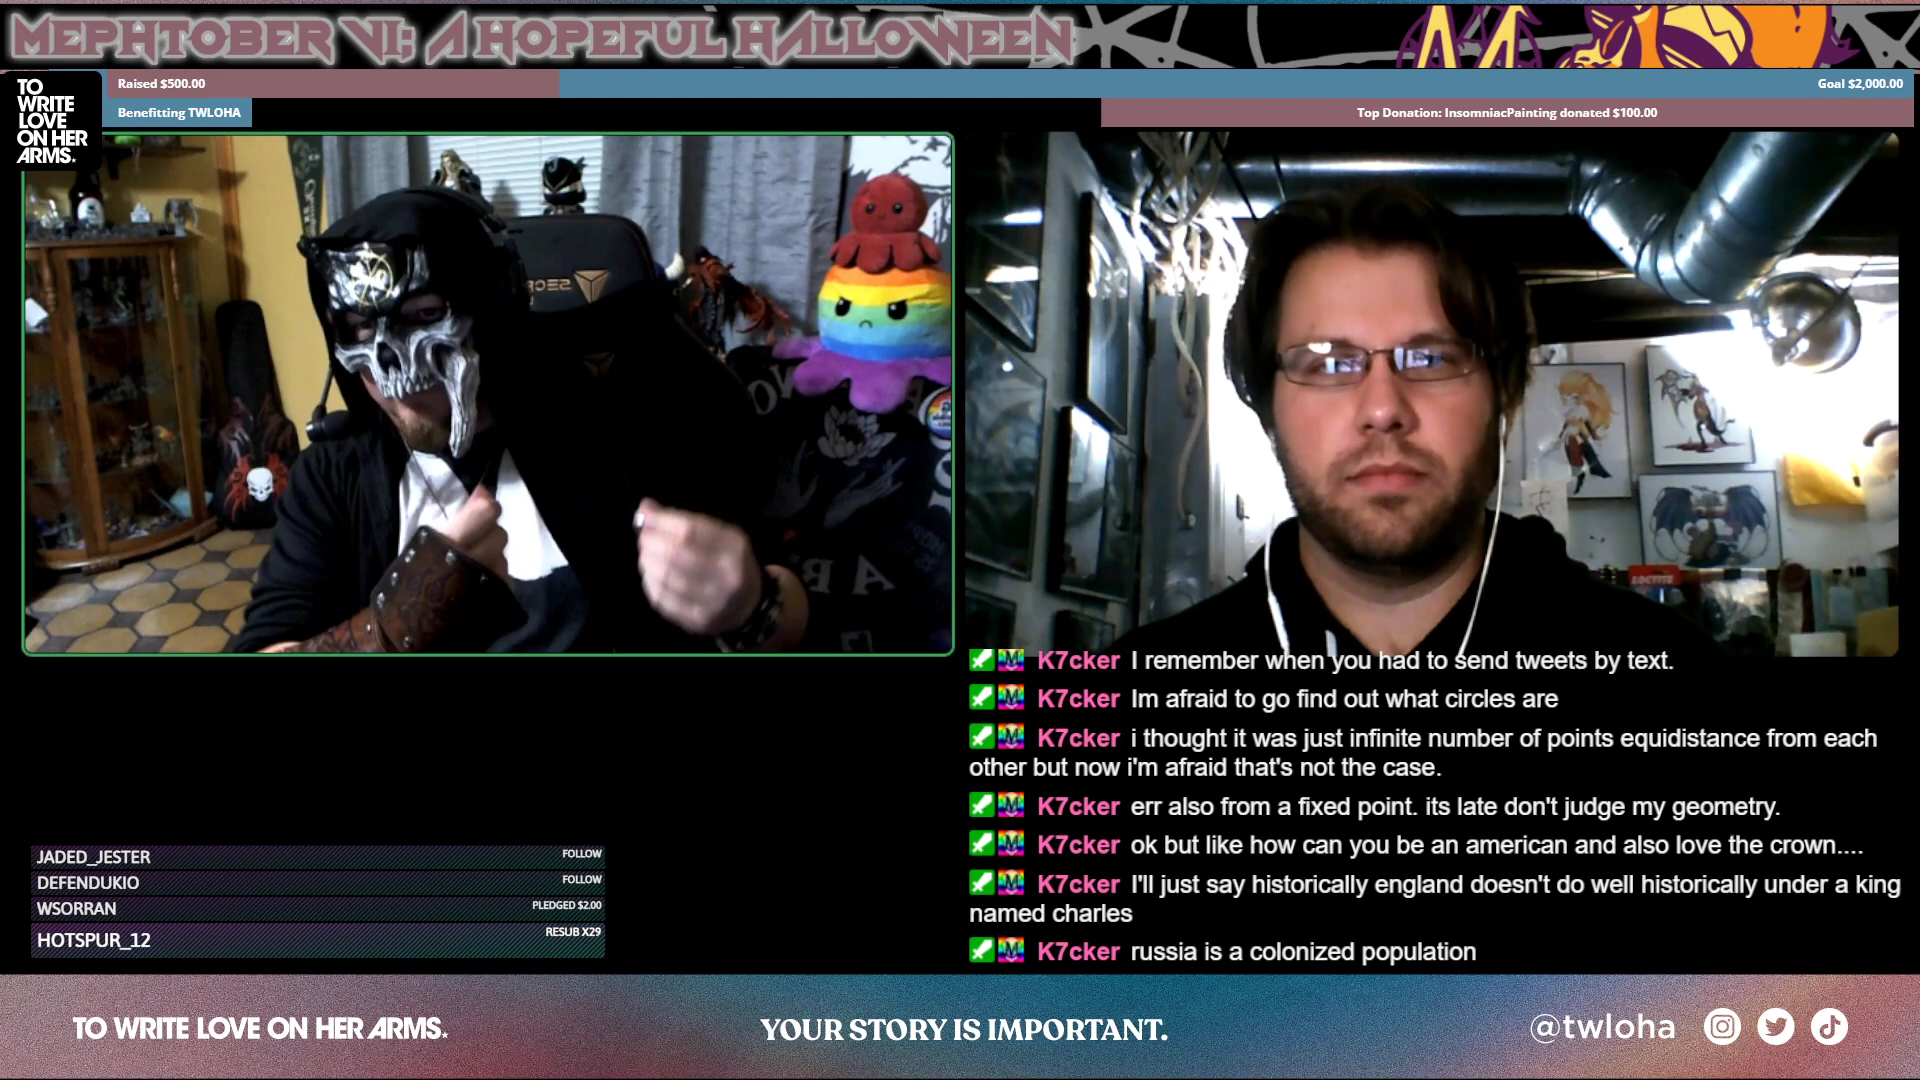 MEPHTOBER VI: A HOPEFUL HALLOWEEN
Raised $500.00
Goal $2,000.00
TO
WRITE
LOVE
ON HER
ARMS.
Benefitting TWLOHA
Top Donation: InsomniacPainting donated $100.00
LOCTITE
K7cker I remember when you had to send tweets by text.
K7cker Im afraid to go find out what circles are
K7cker i thought it was just infinite number of points equidistance from each
other but now i'm afraid that's not the case.
K7cker err also from a fixed point. its late don't judge my geometry.
K7cker ok but like how can you be an american and also love the crown....
K7cker I'll just say historically england doesn't do well historically under a king
named charles
K7cker russia is a colonized population
JADED_JESTER FOLLOW
DEFENDUKIO FOLLOW
WSORRAN PLEDGED $2.00
HOTSPUR_12 RESUB X29
TO WRITE LOVE ON HER ARMS.
YOUR STORY IS IMPORTANT.
@twloha